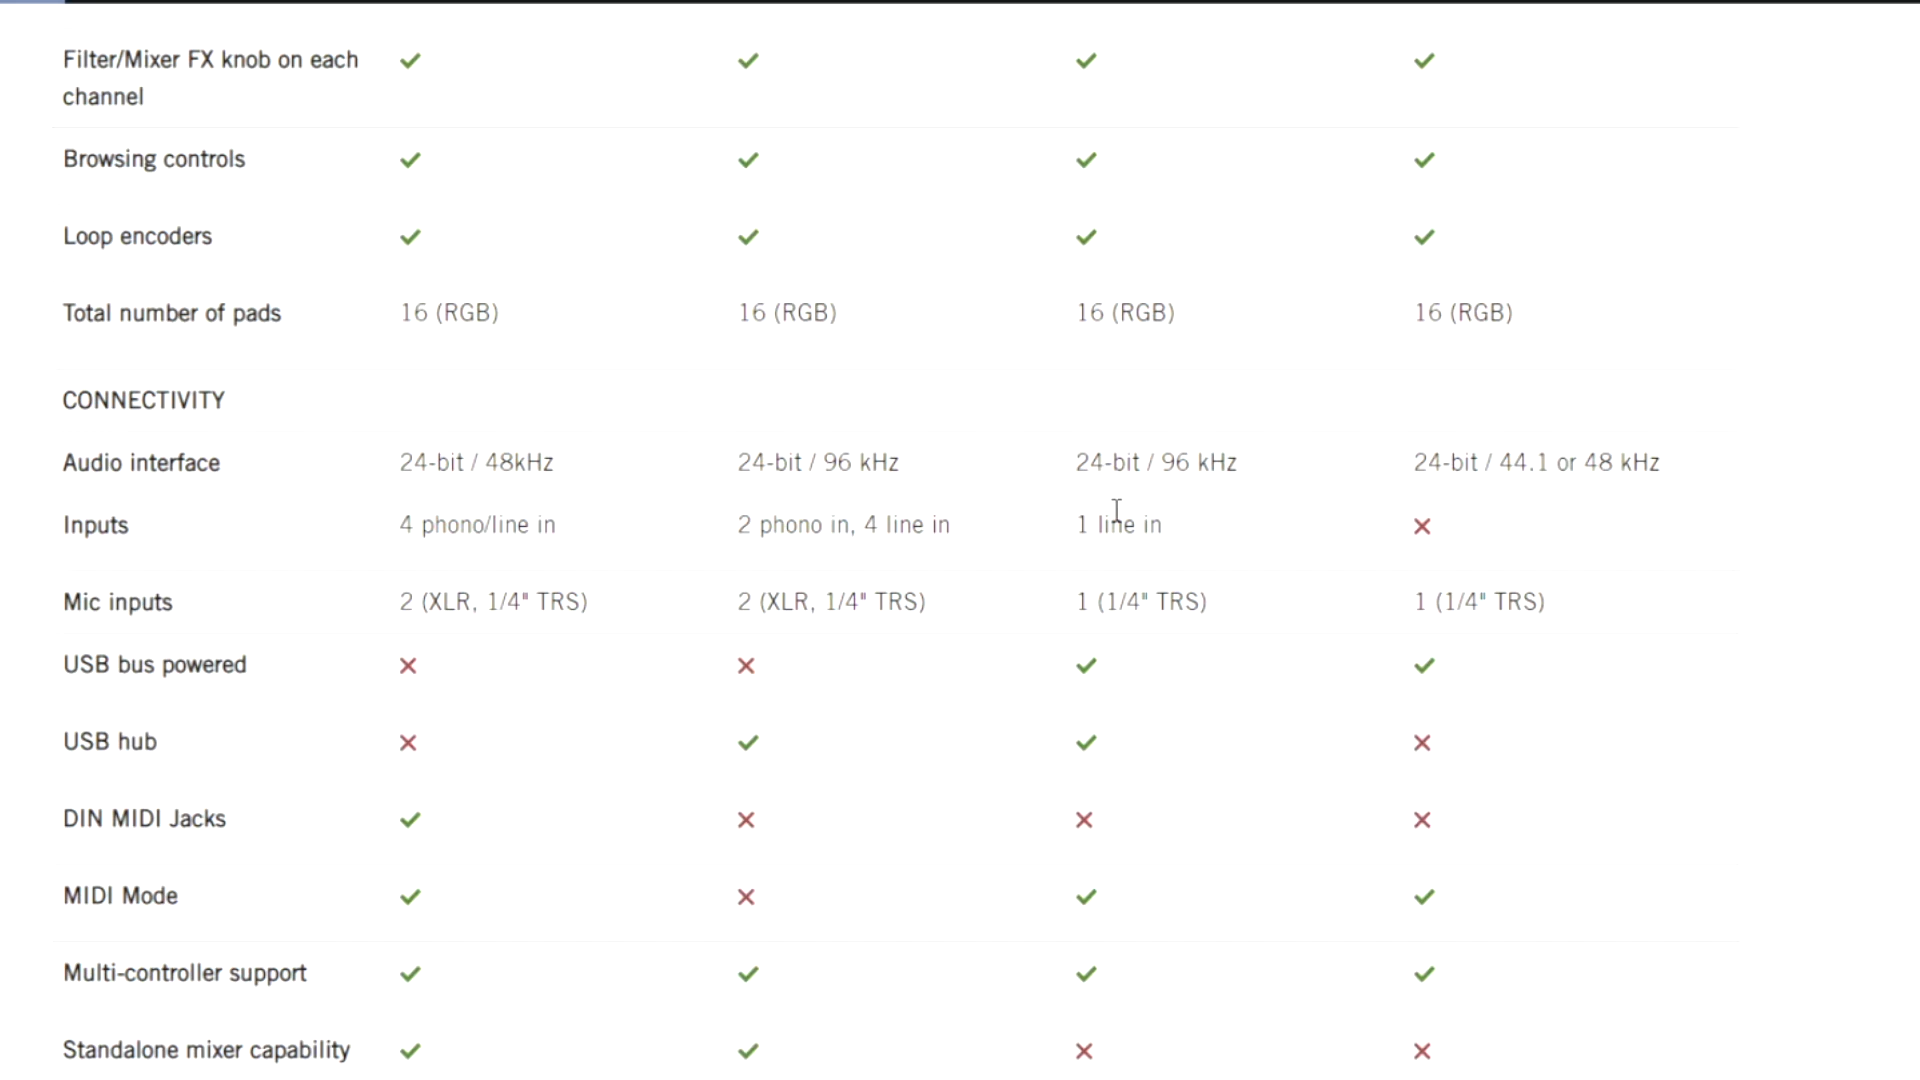 Filter/Mixer FX knob on each
channel
Browsing controls
Loop encoders
Total number of pads 16 (RGB) 16 (RGB) 16 (RGB) 16 (RGB)
CONNECTIVITY
Audio interface 24-bit / 48kHz 24-bit / 96 kHz 24-bit / 96 kHz 24-bit / 44.1 or 48 kHz
Inputs 4 phono/line in 2 phono in, 4 line in 1 line in
Mic inputs 2 (XLR, 1/4" TRS) 2 (XLR, 1/4" TRS) 1 (1/4" TRS) 1 (1/4" TRS)
USB bus powered
USB hub
DIN MIDI Jacks
MIDI Mode
Multi-controller support
Standalone mixer capability